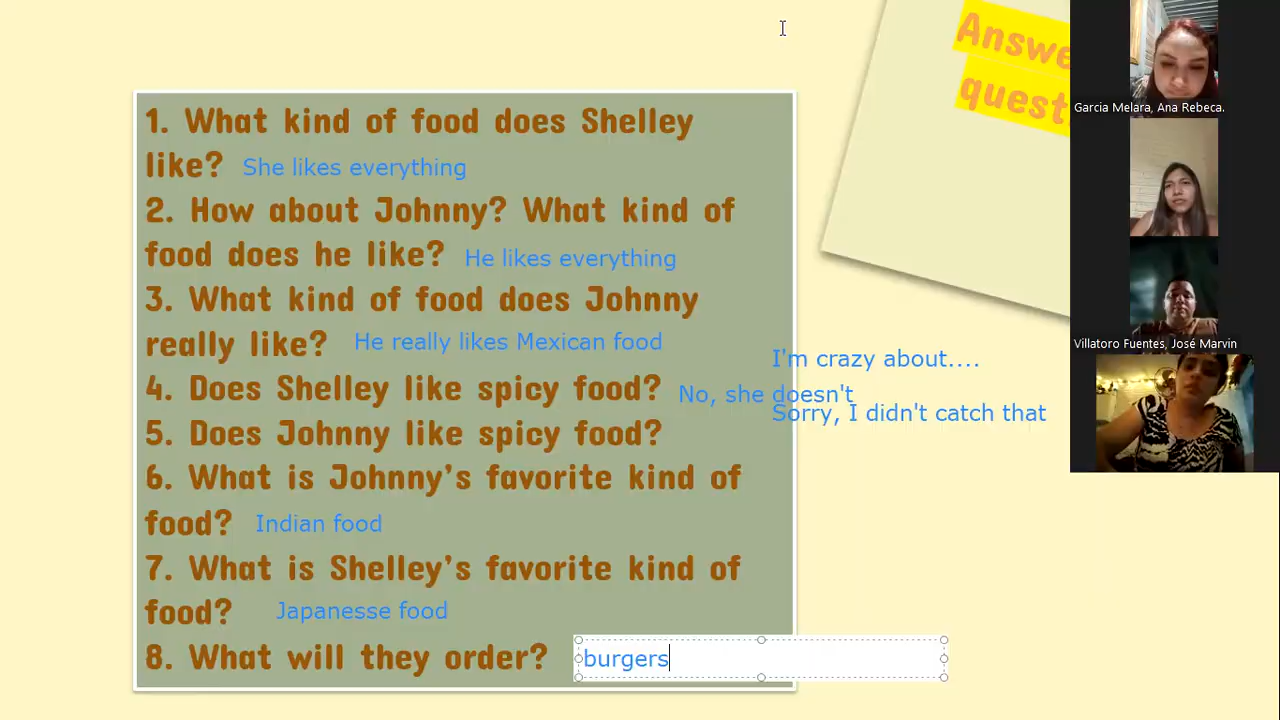 Answe
quest
1. What kind of food does Shelley
like? She likes everything
2. How about Johnny? What kind of
food does he like? He likes everything
3. What kind of food does Johnny
really like? He really likes Mexican food
I'm crazy about....
4. Does Shelley like spicy food? No, she doesn't
Sorry, I didn't catch that
5. Does Johnny like spicy food?
6. What is Johnny's favorite kind of
food? Indian food
7. What is Shelley's favorite kind of
food? Japanesse food
8. What will they order? burgers
Garcia Melara, Ana Rebeca.
Villatoro Fuentes, José Marvin